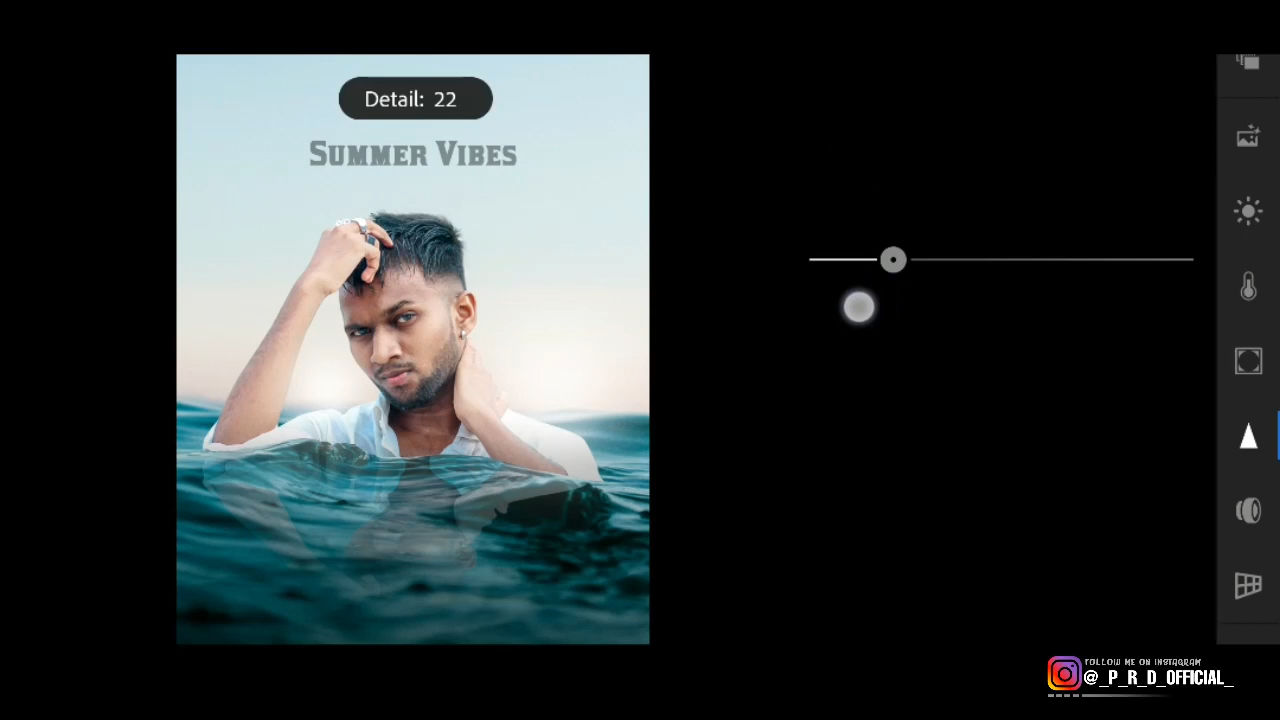 Detail: 22
Summer Vibes
FOLLOW ME ON INSTAGRAM
@_P_R_D_OFFICIAL_